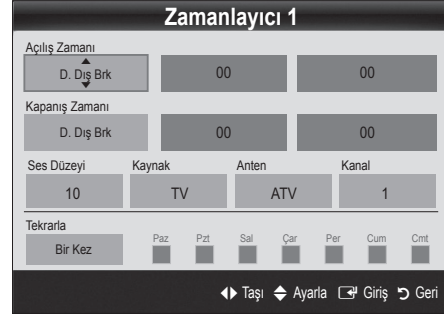 Zamanlayıcı 1
Açılış Zamanı
D. Dış Brk 00 00
Kapanış Zamanı
D. Dış Brk 00 00
Ses Düzeyi Kaynak Anten Kanal
10 TV ATV 1
Tekrarla
Bir Kez Paz Pzt Sal Çar Per Cum Cmt
Taşı Ayarla Giriş Geri